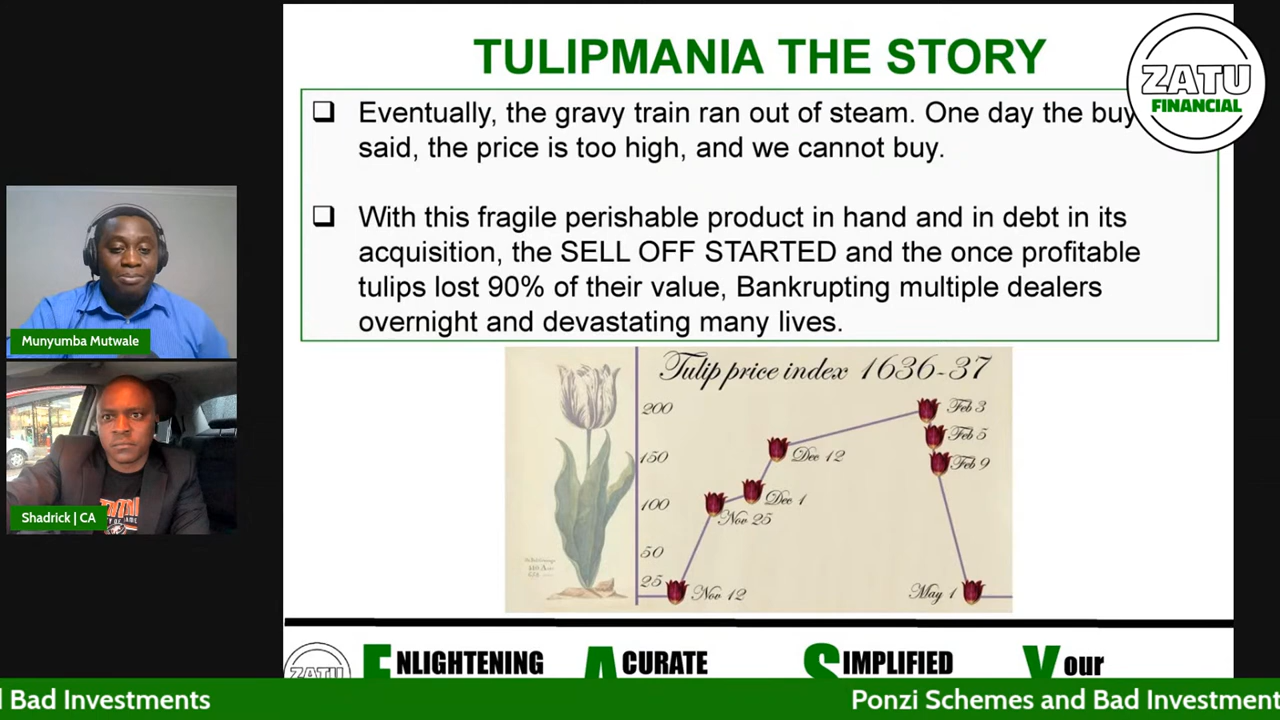 TULIPMANIA THE STORY
ZATU
FINANCIAL
❑ Eventually, the gravy train ran out of steam. One day the buy
said, the price is too high, and we cannot buy.
❑ With this fragile perishable product in hand and in debt in its
acquisition, the SELL OFF STARTED and the once profitable
tulips lost 90% of their value, Bankrupting multiple dealers
overnight and devastating many lives.
Munyumba Mutwale
Shadrick | CA
Tulip price index 1636-37
200
150
100
50
25
Nov 12
Nov 25
Dec 1
Dec 12
Feb 3
Feb 5
Feb 9
May 1
ZATU
ENLIGHTENING ACURATE SIMPLIFIED Your
d Bad Investments
Ponzi Schemes and Bad Investment